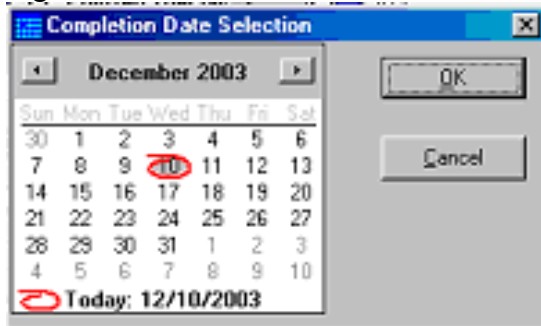 Completion Date Selection
December 2003
Sun Mon Tue Wed Thu Fri Sat
30 1 2 3 4 5 6
7 8 9 10 11 12 13
14 15 16 17 18 19 20
21 22 23 24 25 26 27
28 29 30 31 1 2 3
4 5 6 7 8 9 10
Today: 12/10/2003
OK
Cancel